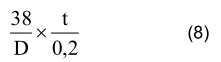 38/D × t/0,2 (8)